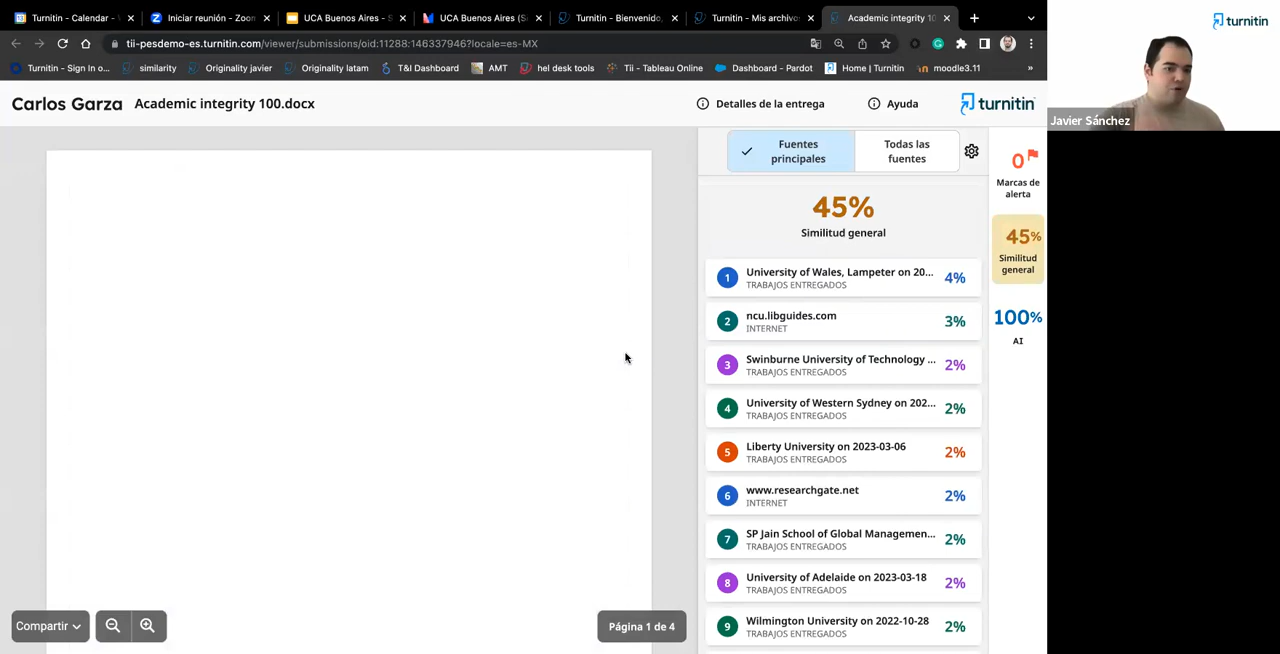 Turnitin - Calendar -
Iniciar reunión - Zoom
UCA Buenos Aires - S
UCA Buenos Aires (S
Turnitin - Bienvenido,
Turnitin - Mis archivo
Academic integrity 10
tii-pesdemo-es.turnitin.com/viewer/submissions/oid:11288:146337946?locale=es-MX
Turnitin - Sign In o...
similarity
Originality javier
Originality latam
T&I Dashboard
AMT
hel desk tools
Tii - Tableau Online
Dashboard - Pardot
Home | Turnitin
moodle3.11
»
Carlos Garza Academic integrity 100.docx
Detalles de la entrega
Ayuda
turnitin
Fuentes
principales
Todas las
fuentes
45%
Similitud general
1 University of Wales, Lampeter on 20... 4%
TRABAJOS ENTREGADOS
2 ncu.libguides.com 3%
INTERNET
3 Swinburne University of Technology ... 2%
TRABAJOS ENTREGADOS
4 University of Western Sydney on 202... 2%
TRABAJOS ENTREGADOS
5 Liberty University on 2023-03-06 2%
TRABAJOS ENTREGADOS
6 www.researchgate.net 2%
INTERNET
7 SP Jain School of Global Managemen... 2%
TRABAJOS ENTREGADOS
8 University of Adelaide on 2023-03-18 2%
TRABAJOS ENTREGADOS
9 Wilmington University on 2022-10-28 2%
TRABAJOS ENTREGADOS
0
Marcas de
alerta
45%
Similitud
general
100%
AI
Compartir
Página 1 de 4
turnitin
Javier Sánchez